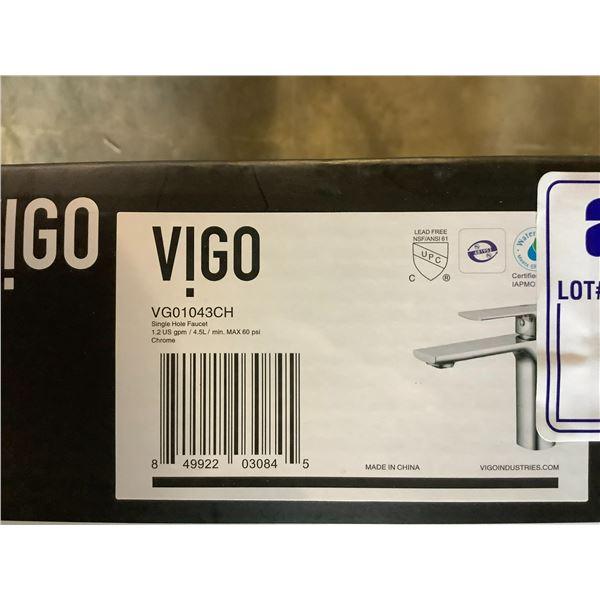 ViGO
ViGO
VG01043CH
Single Hole Faucet
1.2 US gpm / 4.5L / min. MAX 60 psi
Chrome
8 49922 03084 5
LEAD FREE
NSF/ANSI 61
UPC
C ®
Water
Certified
IAPMO
MADE IN CHINA
VIGOINDUSTRIES.COM
LOT#